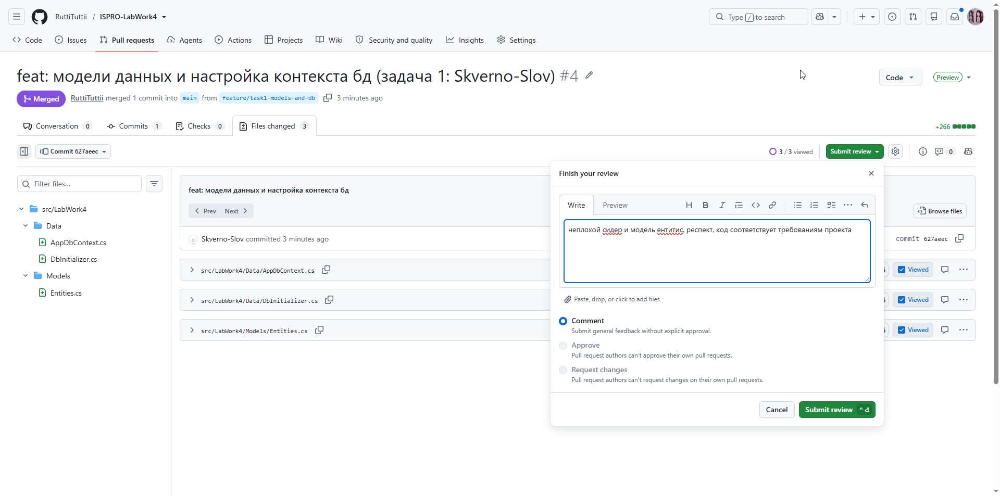 RuttiTuttii / ISPRO-LabWork4
Type / to search
Code
Issues
Pull requests
Agents
Actions
Projects
Wiki
Security and quality
Insights
Settings
feat: модели данных и настройка контекста бд (задача 1: Skverno-Slov) #4
Code
Preview
Merged
RuttiTuttii merged 1 commit into main from feature/task1-models-and-db 3 minutes ago
Conversation 0
Commits 1
Checks 0
Files changed 3
+266
Commit 627aeec
3 / 3 viewed
Submit review
0
Filter files...
src/LabWork4
Data
AppDbContext.cs
DbInitializer.cs
Models
Entities.cs
feat: модели данных и настройка контекста бд
Prev
Next
Browse files
Skverno-Slov committed 3 minutes ago
commit 627aeec
src/LabWork4/Data/AppDbContext.cs
Viewed
src/LabWork4/Data/DbInitializer.cs
Viewed
src/LabWork4/Models/Entities.cs
Viewed
Finish your review
Write
Preview
неплохой сидер и модель ентитис, респект, код соответствует требованиям проекта
Paste, drop, or click to add files
Comment
Submit general feedback without explicit approval.
Approve
Pull request authors can't approve their own pull requests.
Request changes
Pull request authors can't request changes on their own pull requests.
Cancel
Submit review